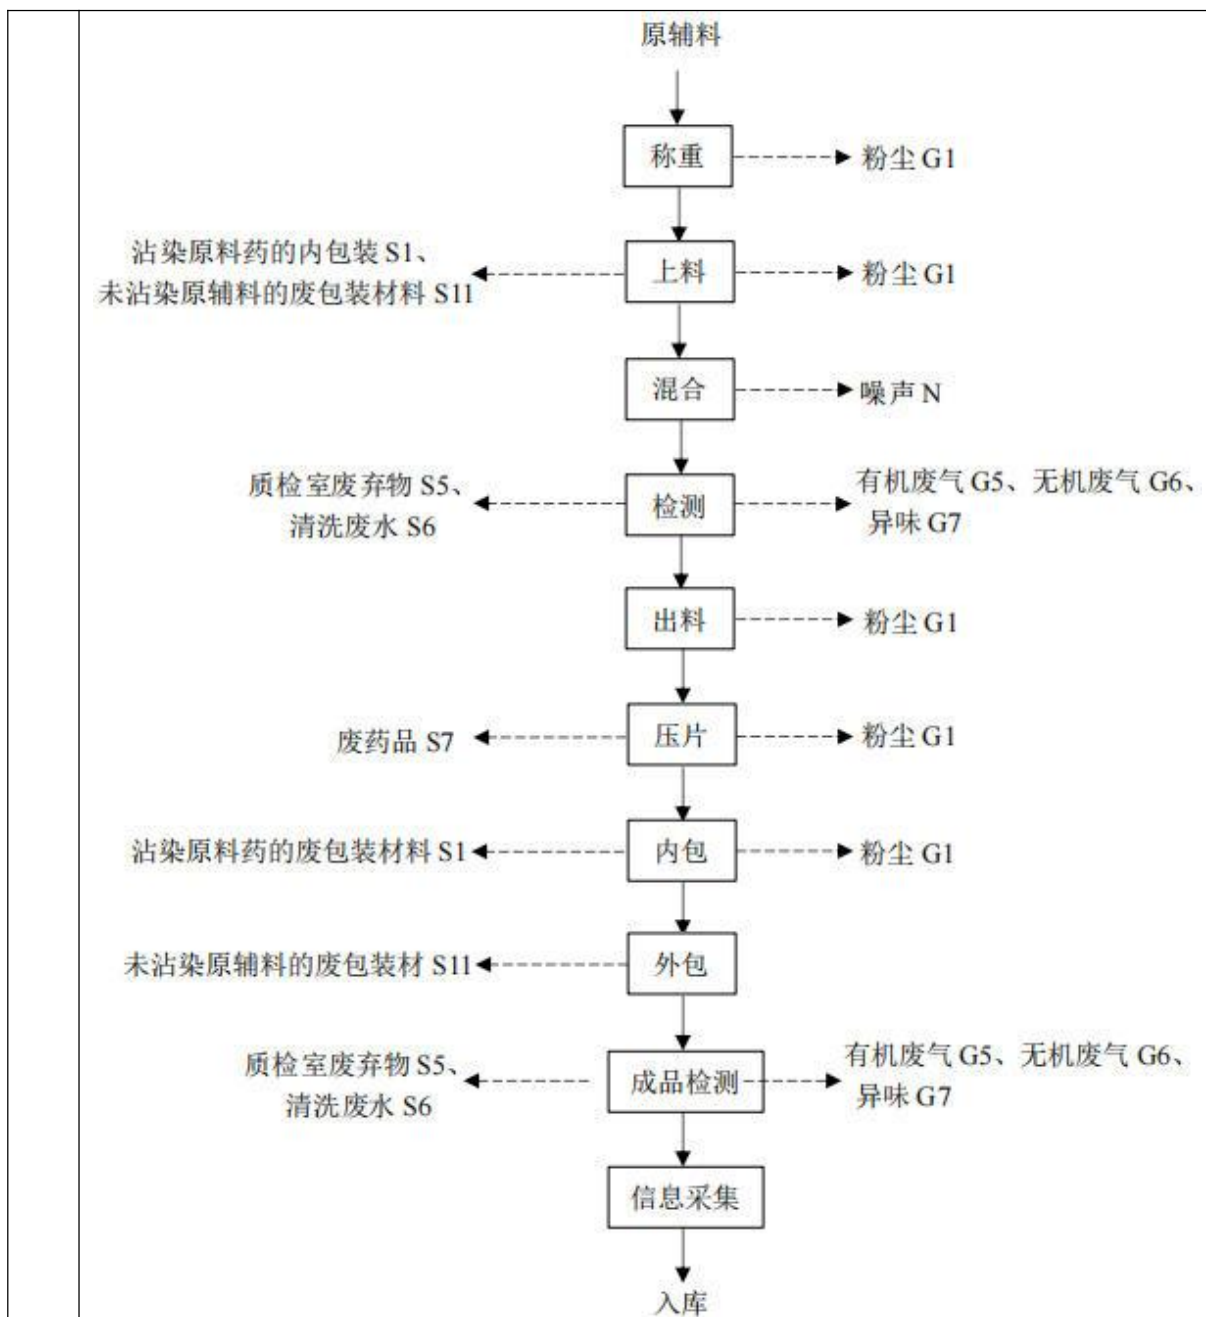 原辅料
称重
粉尘 G1
沾染原料药的内包装 S1、
未沾染原辅料的废包装材料 S11
上料
粉尘 G1
混合
噪声 N
质检室废弃物 S5、
清洗废水 S6
检测
有机废气 G5、无机废气 G6、
异味 G7
出料
粉尘 G1
废药品 S7
压片
粉尘 G1
沾染原料药的废包装材料 S1
内包
粉尘 G1
未沾染原辅料的废包装材 S11
外包
质检室废弃物 S5、
清洗废水 S6
成品检测
有机废气 G5、无机废气 G6、
异味 G7
信息采集
入库